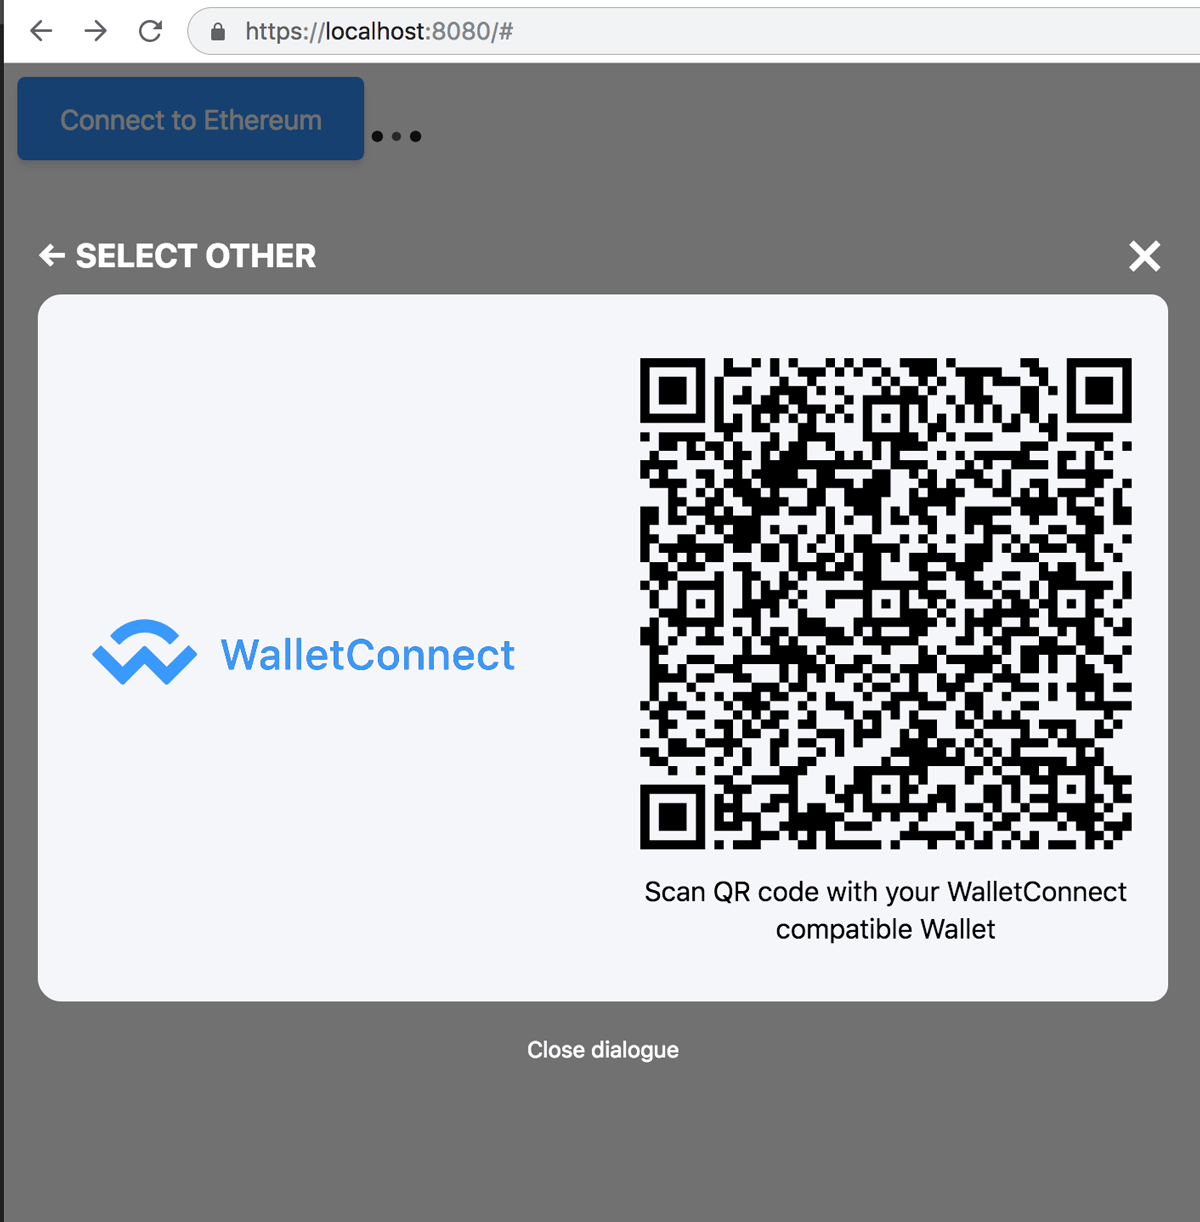 https://localhost:8080/#
Connect to Ethereum
← SELECT OTHER
WalletConnect
Scan QR code with your WalletConnect
compatible Wallet
Close dialogue